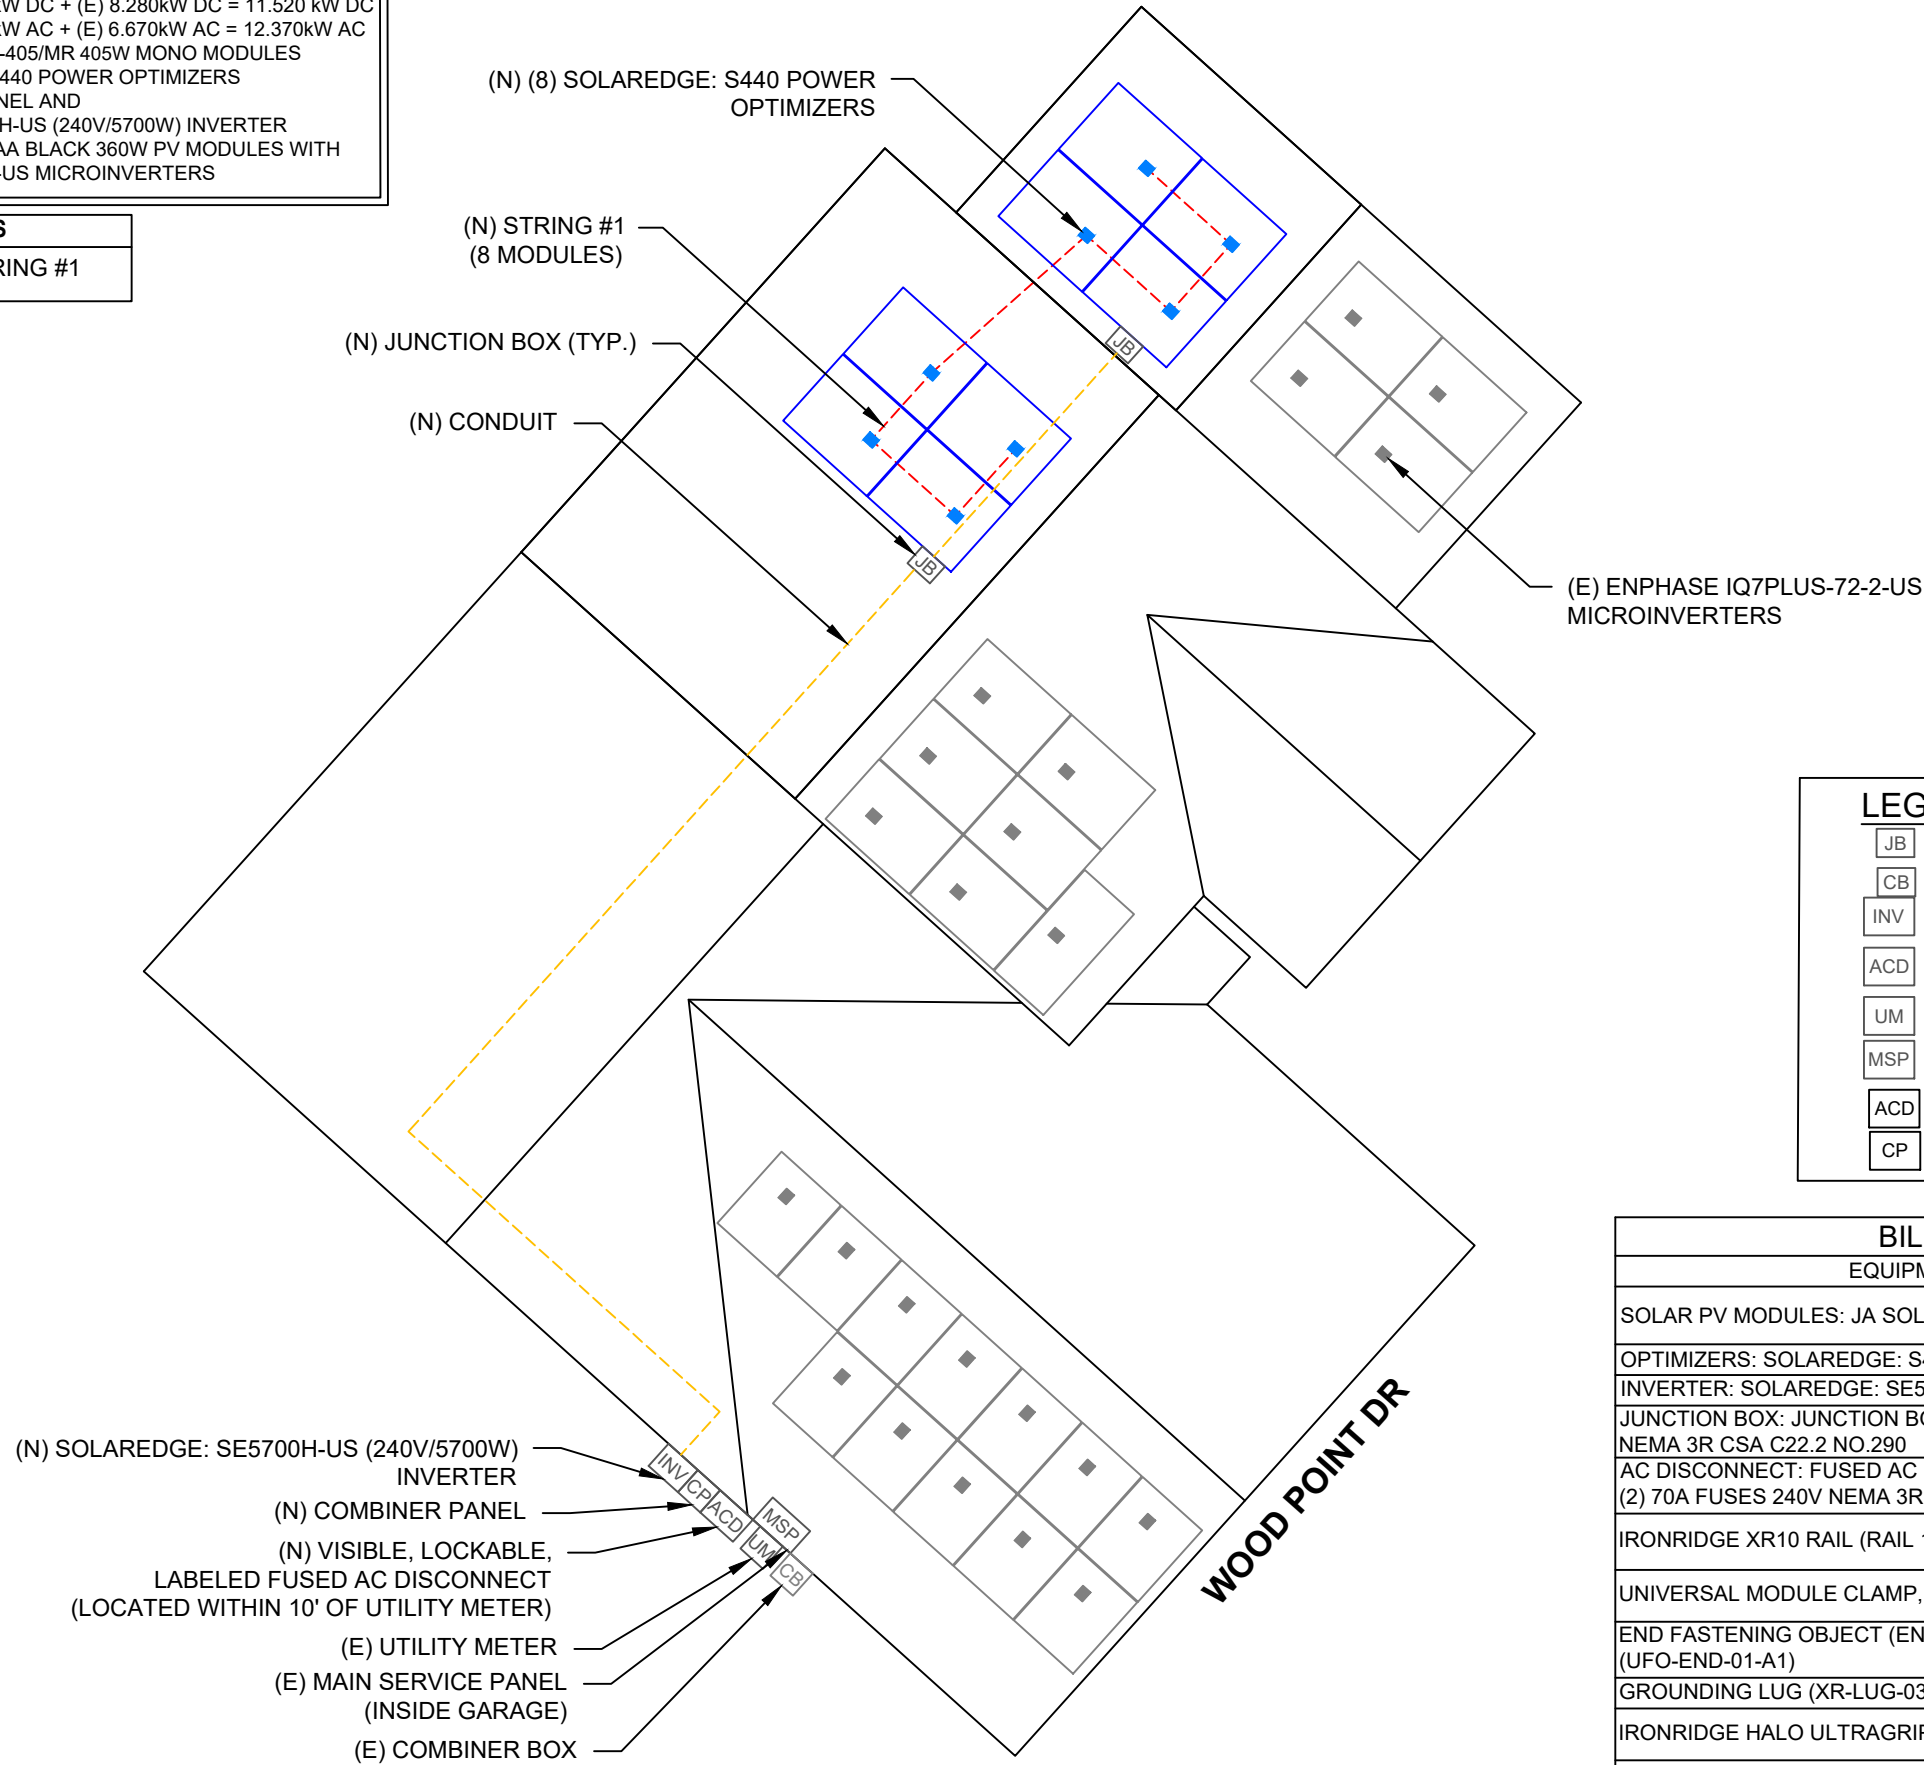 kW DC + (E) 8.280kW DC = 11.520 kW DC
kW AC + (E) 6.670kW AC = 12.370kW AC
-405/MR 405W MONO MODULES
440 POWER OPTIMIZERS
NEL AND
H-US (240V/5700W) INVERTER
AA BLACK 360W PV MODULES WITH
-US MICROINVERTERS
S
RING #1
(N) (8) SOLAREDGE: S440 POWER
OPTIMIZERS
(N) STRING #1
(8 MODULES)
(N) JUNCTION BOX (TYP.)
(N) CONDUIT
JB
JB
(E) ENPHASE IQ7PLUS-72-2-US
MICROINVERTERS
LEG
JB
CB
INV
ACD
UM
MSP
ACD
CP
BIL
EQUIPM
SOLAR PV MODULES: JA SOL
OPTIMIZERS: SOLAREDGE: S4
INVERTER: SOLAREDGE: SE5
JUNCTION BOX: JUNCTION BO
NEMA 3R CSA C22.2 NO.290
AC DISCONNECT: FUSED AC
(2) 70A FUSES 240V NEMA 3R
IRONRIDGE XR10 RAIL (RAIL 1
UNIVERSAL MODULE CLAMP,
END FASTENING OBJECT (EN
(UFO-END-01-A1)
GROUNDING LUG (XR-LUG-03
IRONRIDGE HALO ULTRAGRIP
WOOD POINT DR
INV
CP
ACD
MSP
UM
CB
(N) SOLAREDGE: SE5700H-US (240V/5700W)
INVERTER
(N) COMBINER PANEL
(N) VISIBLE, LOCKABLE,
LABELED FUSED AC DISCONNECT
(LOCATED WITHIN 10' OF UTILITY METER)
(E) UTILITY METER
(E) MAIN SERVICE PANEL
(INSIDE GARAGE)
(E) COMBINER BOX